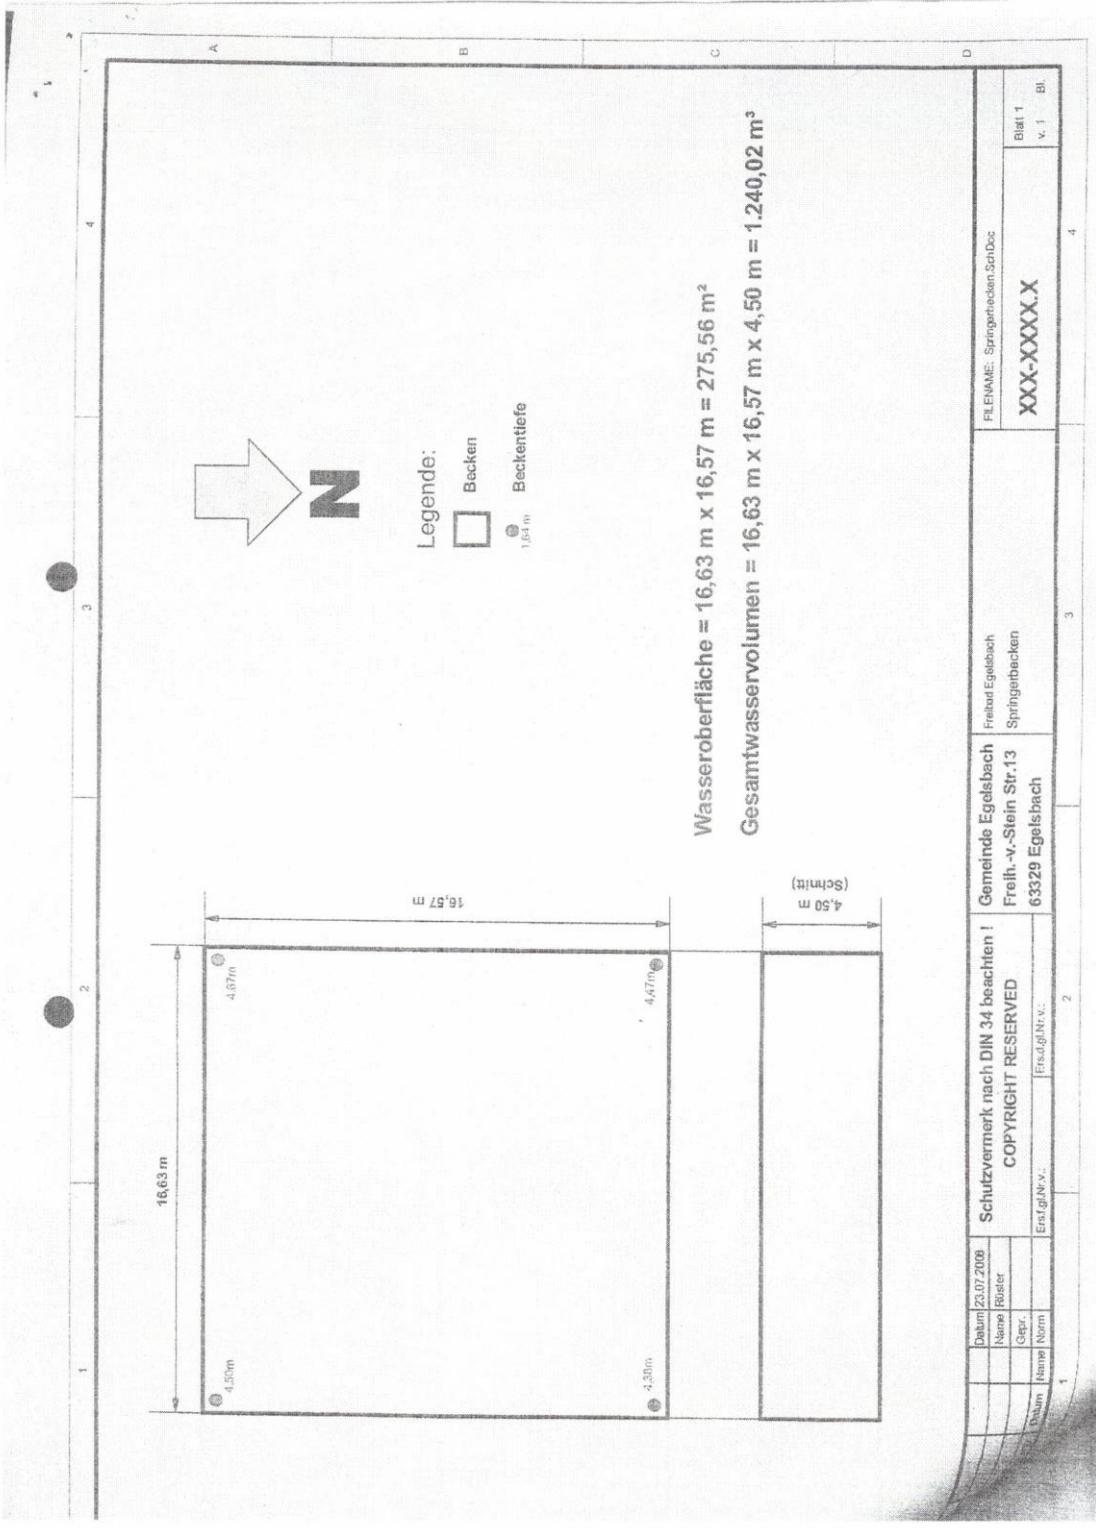 1
2
3
4
A
B
C
D
16,63 m
16,57 m
4,50m
4,67m
4,38m
4,47m
4,50 m
(Schnitt)
N
Legende:
Becken
1,64 m
Beckentiefe
Wasseroberfläche = 16,63 m x 16,57 m = 275,56 m²
Gesamtwasservolumen = 16,63 m x 16,57 m x 4,50 m = 1.240,02 m³
Datum
Name
Norm
Datum 23.07.2008
Name Rüster
Gepr.
Schutzvermerk nach DIN 34 beachten !
COPYRIGHT RESERVED
Ers.f.gl.Nr.v.:
Ers.d.gl.Nr.v.:
Gemeinde Egelsbach
Freih.-v.-Stein Str.13
63329 Egelsbach
Freibad Egelsbach
Springerbecken
FILENAME: Springerbecken.SchDoc
XXX-XXXX.X
Blatt 1
v. 1 Bl.
1
2
3
4